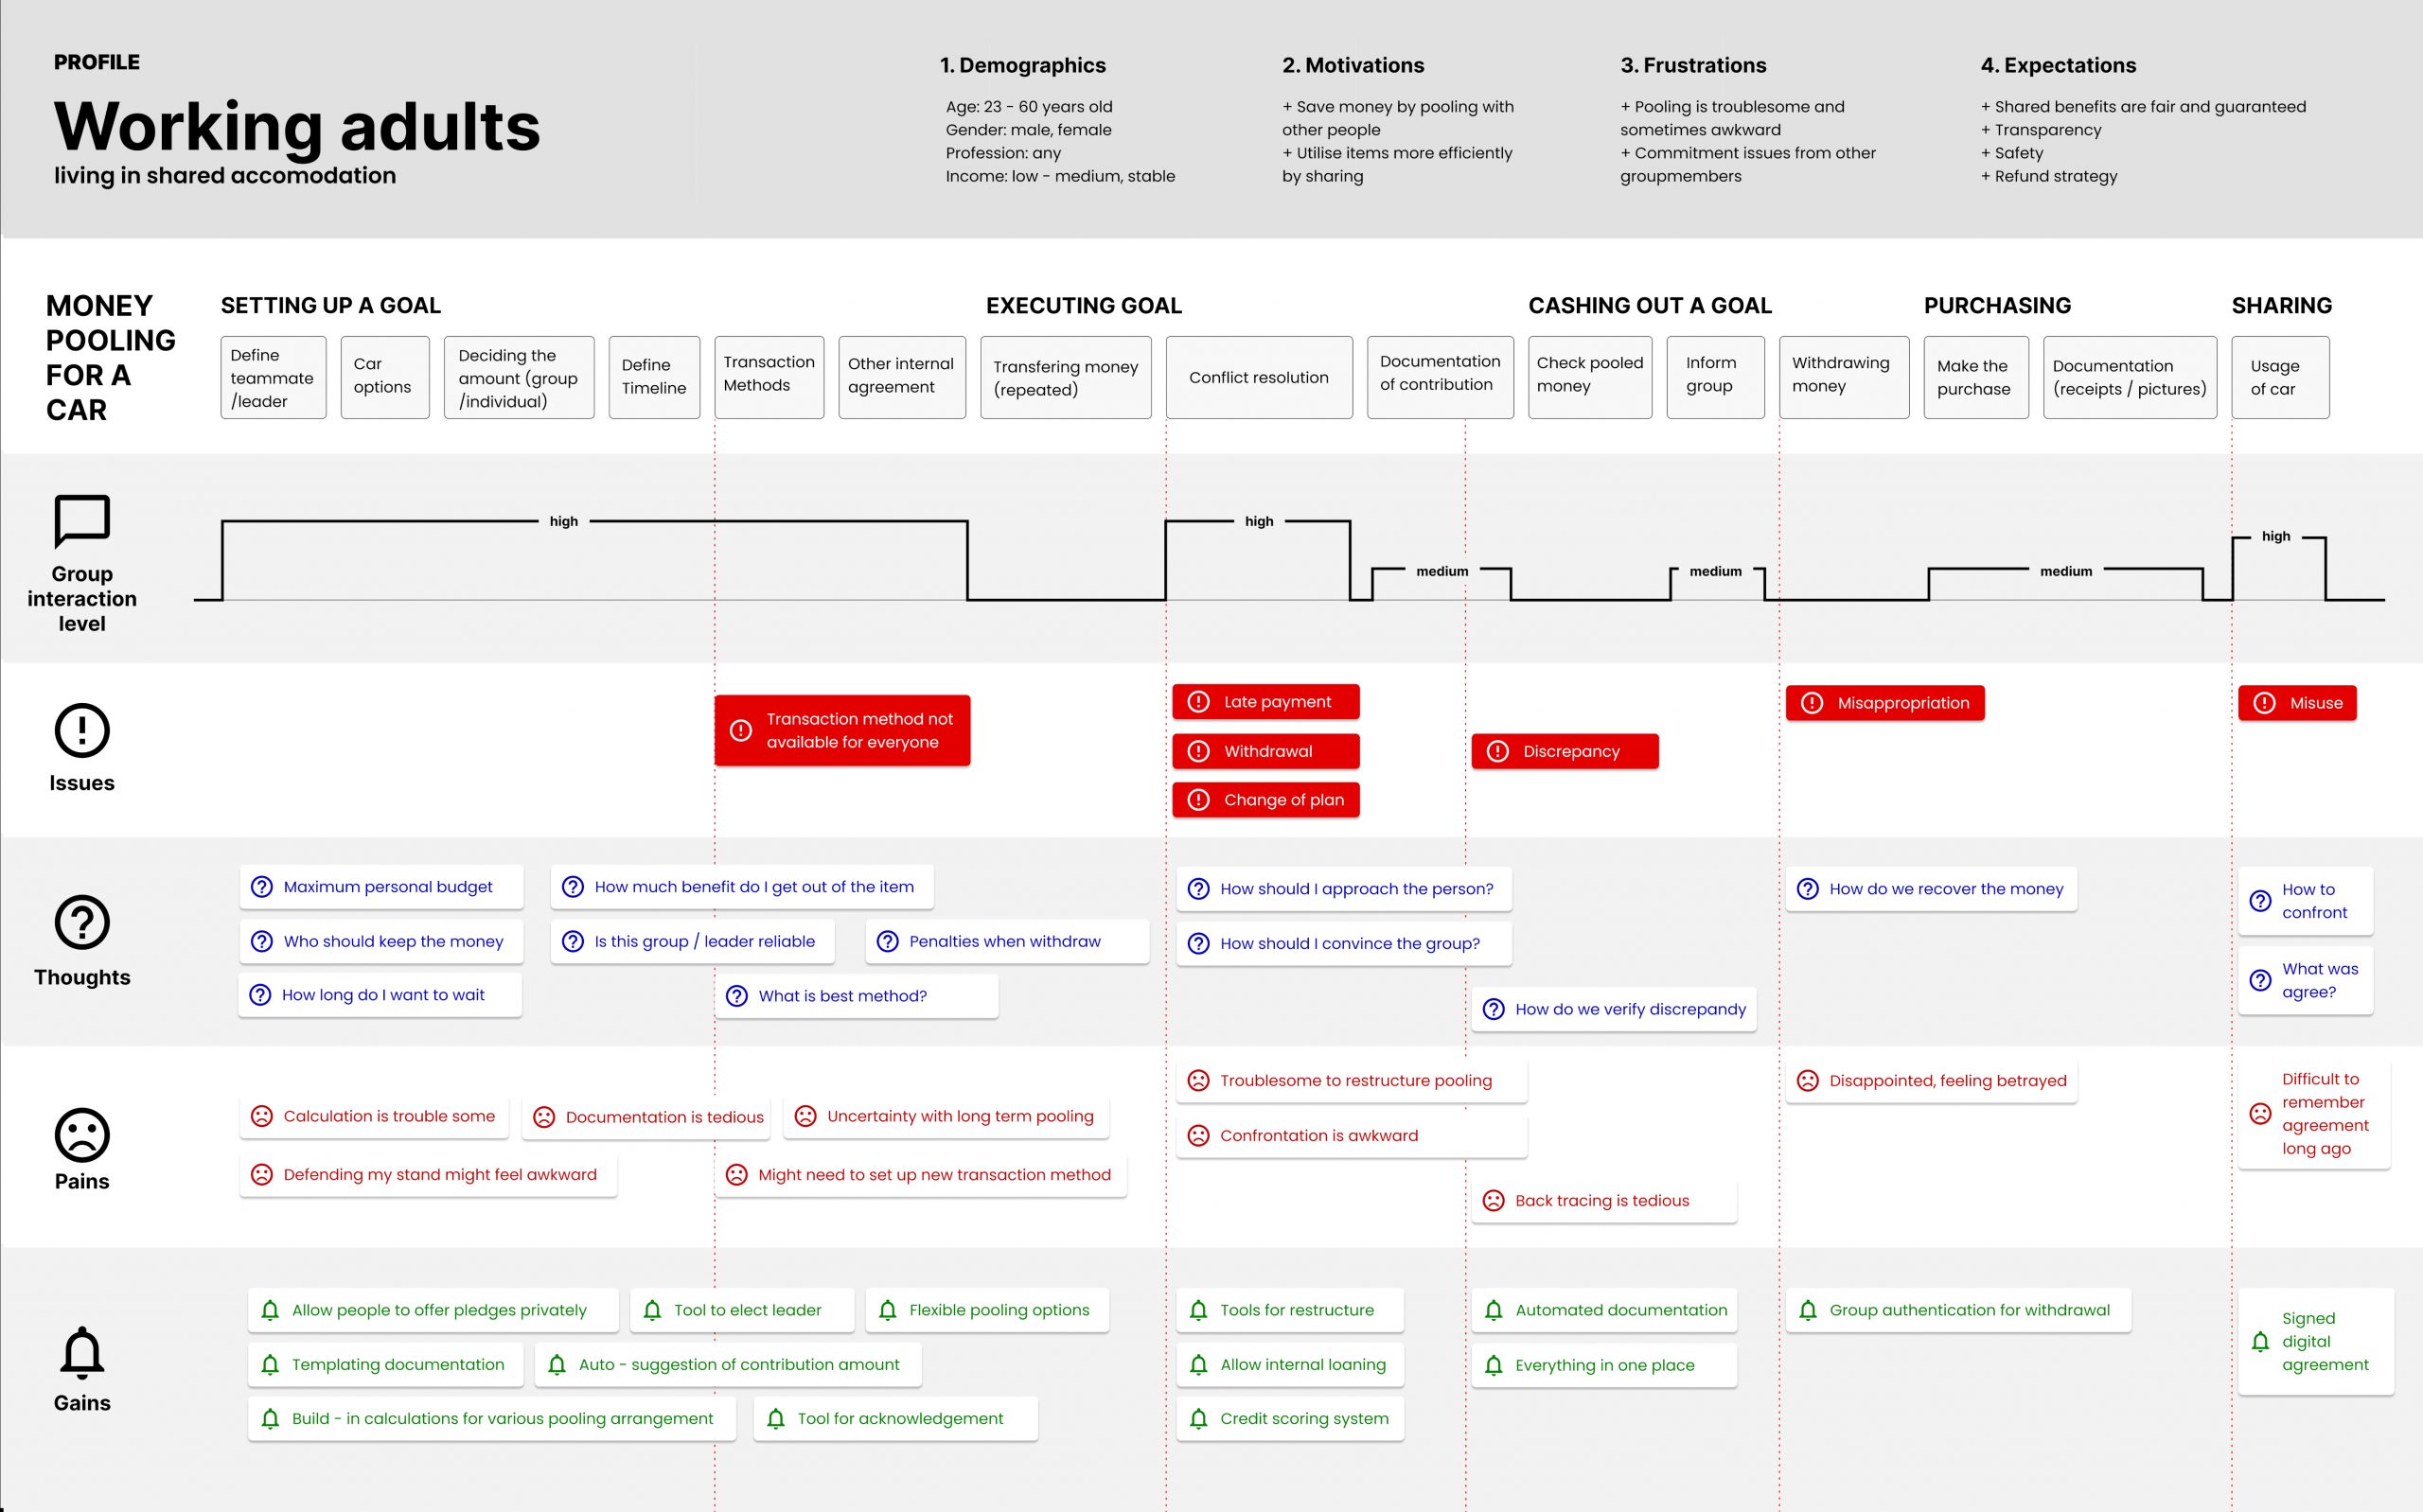 PROFILE
Working adults
living in shared accomodation
1. Demographics
Age: 23 - 60 years old
Gender: male, female
Profession: any
Income: low - medium, stable
2. Motivations
+ Save money by pooling with
other people
+ Utilise items more efficiently
by sharing
3. Frustrations
+ Pooling is troublesome and
sometimes awkward
+ Commitment issues from other
groupmembers
4. Expectations
+ Shared benefits are fair and guaranteed
+ Transparency
+ Safety
+ Refund strategy
MONEY
POOLING
FOR A
CAR
SETTING UP A GOAL
Define
teammate
/leader
Car
options
Deciding the
amount (group
/individual)
Define
Timeline
Transaction
Methods
Other internal
agreement
EXECUTING GOAL
Transfering money
(repeated)
Conflict resolution
Documentation
of contribution
CASHING OUT A GOAL
Check pooled
money
Inform
group
Withdrawing
money
PURCHASING
Make the
purchase
Documentation
(receipts / pictures)
SHARING
Usage
of car
Group
interaction
level
high
high
medium
medium
medium
high
Issues
Transaction method not
available for everyone
Late payment
Withdrawal
Change of plan
Discrepancy
Misappropriation
Misuse
Thoughts
Maximum personal budget
How much benefit do I get out of the item
Who should keep the money
Is this group / leader reliable
Penalties when withdraw
How long do I want to wait
What is best method?
How should I approach the person?
How should I convince the group?
How do we verify discrepandy
How do we recover the money
How to
confront
What was
agree?
Pains
Calculation is trouble some
Documentation is tedious
Uncertainty with long term pooling
Defending my stand might feel awkward
Might need to set up new transaction method
Troublesome to restructure pooling
Confrontation is awkward
Back tracing is tedious
Disappointed, feeling betrayed
Difficult to
remember
agreement
long ago
Gains
Allow people to offer pledges privately
Tool to elect leader
Flexible pooling options
Templating documentation
Auto - suggestion of contribution amount
Build - in calculations for various pooling arrangement
Tool for acknowledgement
Tools for restructure
Allow internal loaning
Credit scoring system
Automated documentation
Everything in one place
Group authentication for withdrawal
Signed
digital
agreement